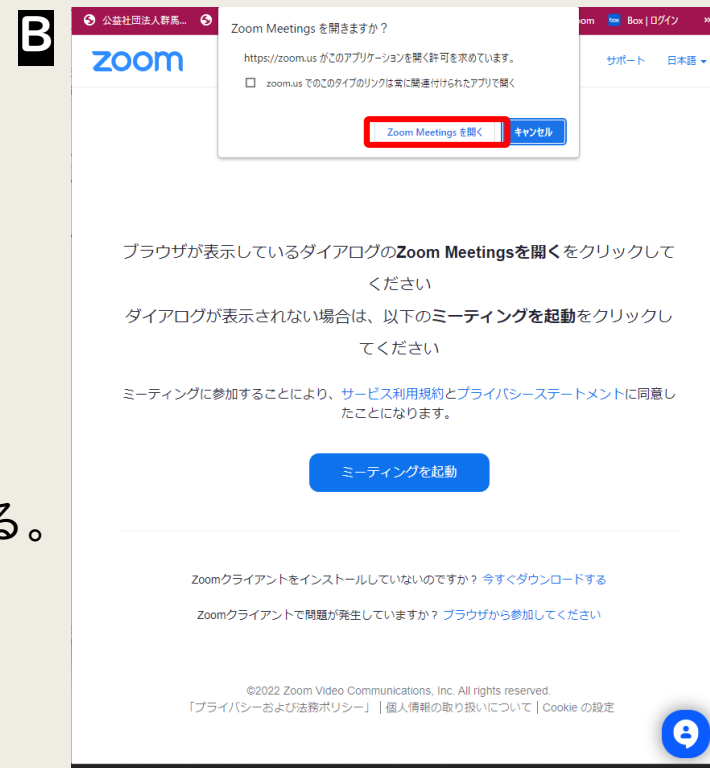 B
公益社団法人群馬...
oom
box
Box | ログイン
»
Zoom Meetings を開きますか？
https://zoom.us がこのアプリケーションを開く許可を求めています。
zoom.us でのこのタイプのリンクは常に関連付けられたアプリで開く
Zoom Meetings を開く
キャンセル
zoom
サポート
日本語
ブラウザが表示しているダイアログのZoom Meetingsを開くをクリックして
ください
ダイアログが表示されない場合は、以下のミーティングを起動をクリックし
てください
ミーティングに参加することにより、サービス利用規約とプライバシーステートメントに同意し
たことになります。
ミーティングを起動
る。
Zoomクライアントをインストールしていないのですか？ 今すぐダウンロードする
Zoomクライアントで問題が発生していますか？ ブラウザから参加してください
©2022 Zoom Video Communications, Inc. All rights reserved.
「プライバシーおよび法務ポリシー」 | 個人情報の取り扱いについて | Cookie の設定